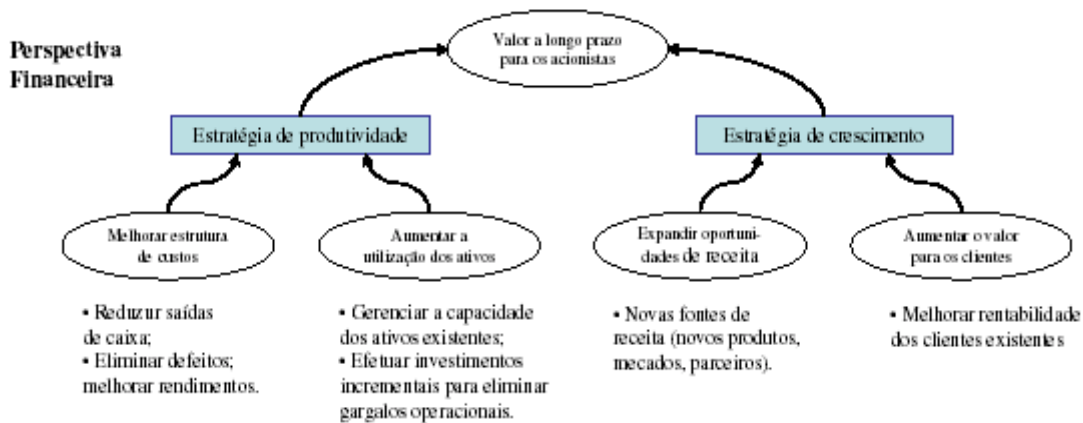 Perspectiva
Financeira
Valor a longo prazo
para os acionistas
Estratégia de produtividade
Estratégia de crescimento
Melhorar estrutura
de custos
Aumentar a
utilização dos ativos
Expandir oportuni-
dades de receita
Aumentar o valor
para os clientes
• Reduzur saídas
de caixa;
• Eliminar defeitos;
melhorar rendimentos.
• Gerenciar a capacidade
dos ativos existentes;
• Efetuar investimentos
incrementais para eliminar
gargalos operacionais.
• Novas fontes de
receita (novos produtos,
mecados, parceiros).
• Melhorar rentabilidade
dos clientes existentes